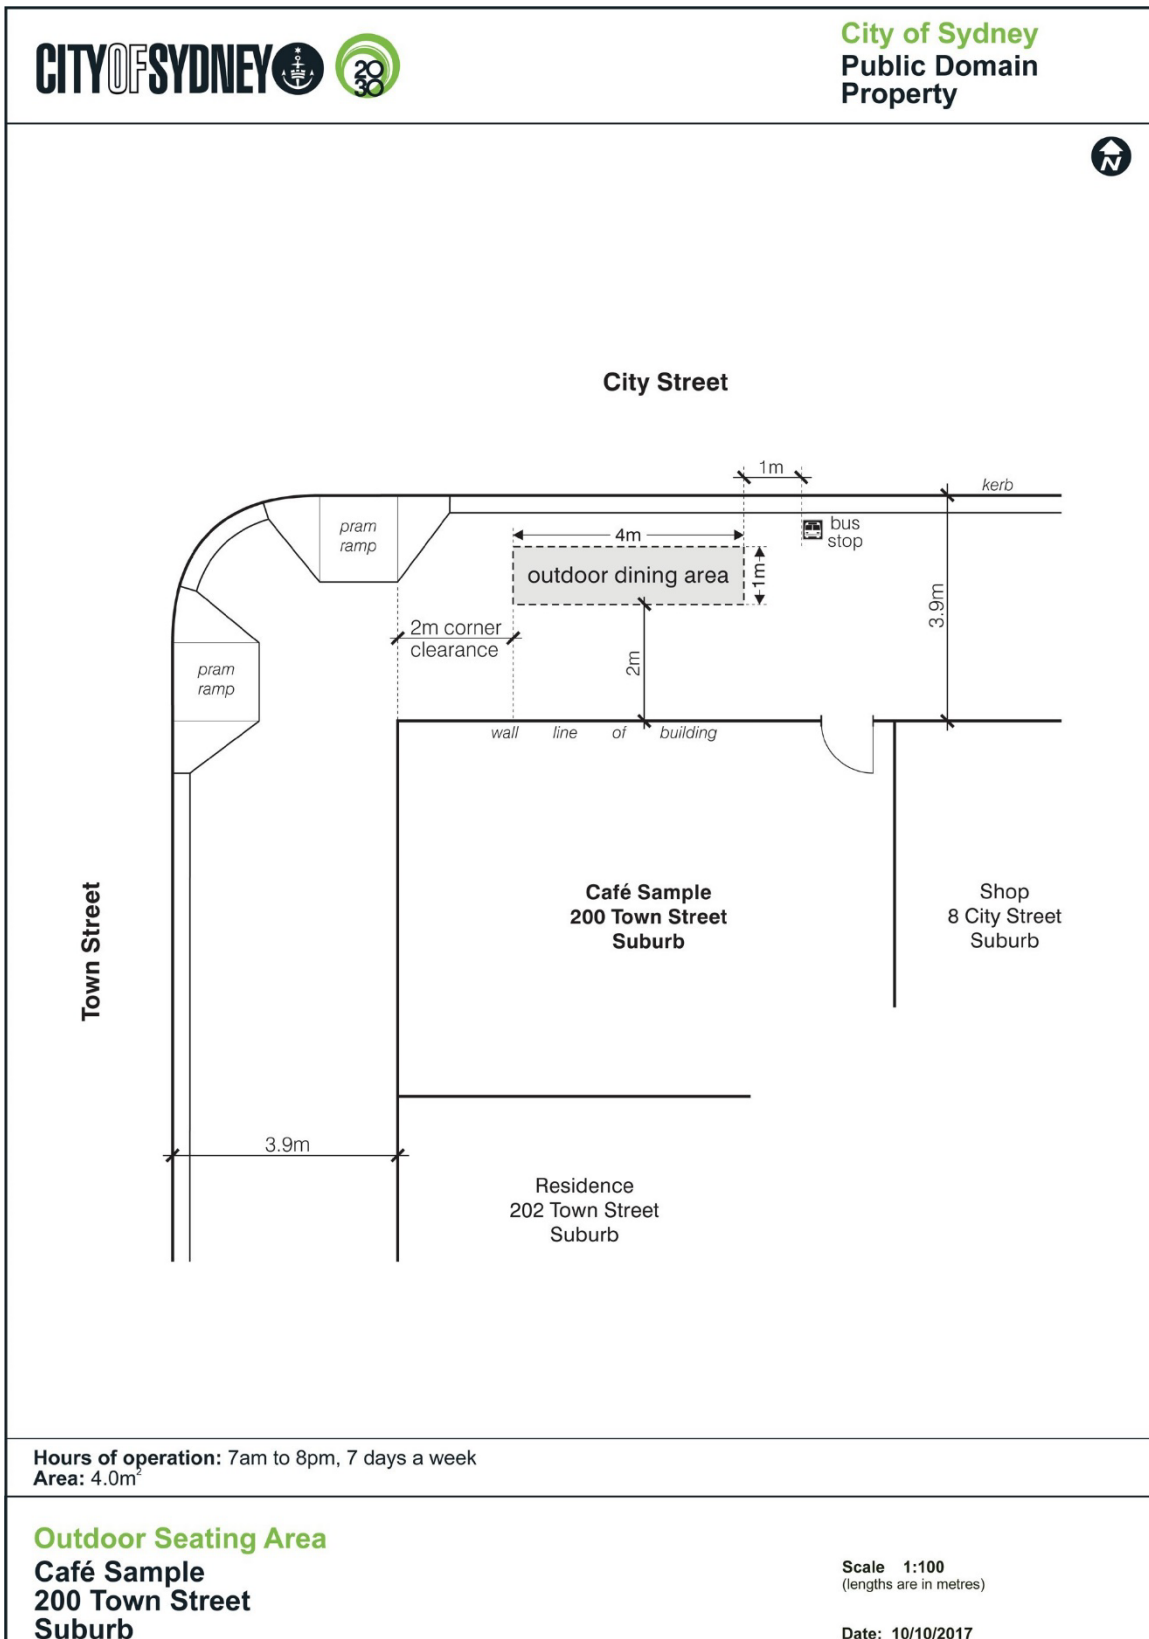 CITYOFSYDNEY
2030
City of Sydney
Public Domain
Property
N
City Street
1m
kerb
pram
ramp
bus
stop
4m
outdoor dining area
1m
3.9m
2m corner
clearance
2m
pram
ramp
wall line of building
Town Street
Café Sample
200 Town Street
Suburb
Shop
8 City Street
Suburb
3.9m
Residence
202 Town Street
Suburb
Hours of operation: 7am to 8pm, 7 days a week
Area: 4.0m²
Outdoor Seating Area
Café Sample
200 Town Street
Suburb
Scale 1:100
(lengths are in metres)
Date: 10/10/2017